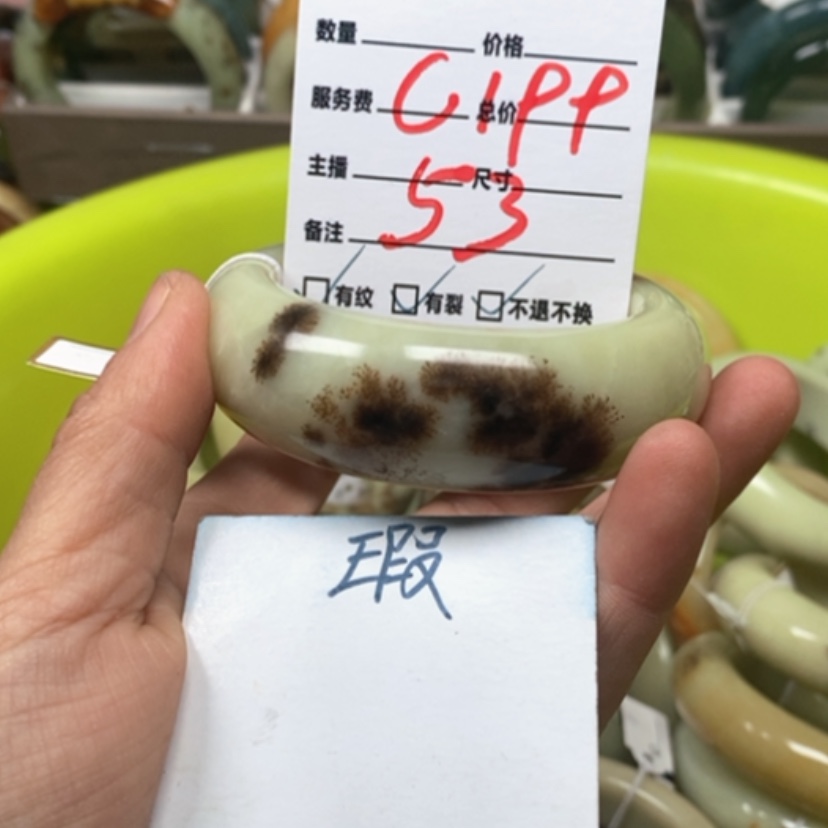 数量 价格
C199
服务费 总价
主播 尺寸
53
备注
有纹 有裂 不退不换
瑕